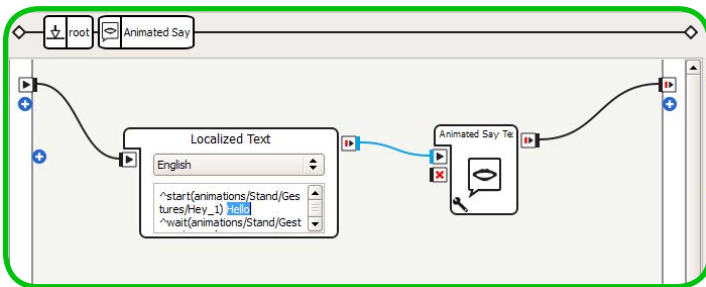 root Animated Say
Localized Text
English
^start(animations/Stand/Ges
tures/Hey_1) Hello
^wait(animations/Stand/Gest
Animated Say Te